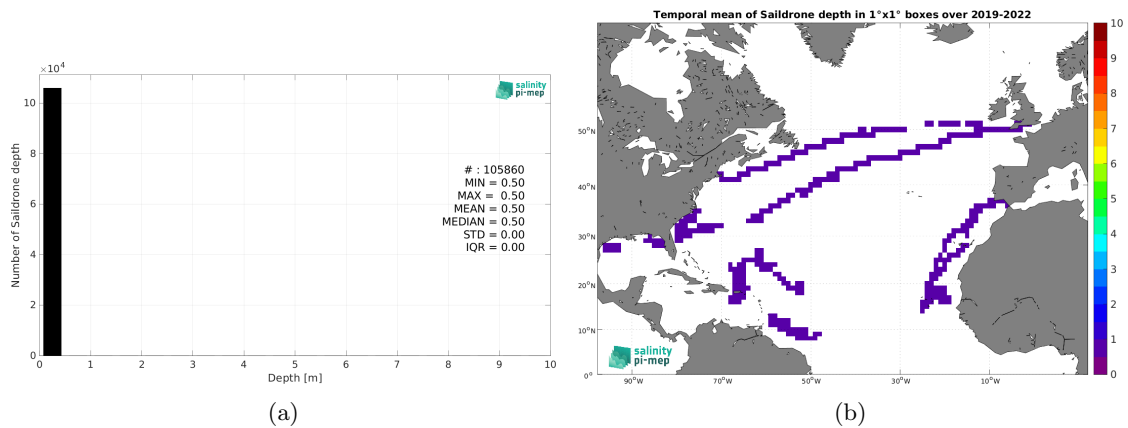 ×10⁴
10
8
6
4
2
0
0 1 2 3 4 5 6 7 8 9 10
Number of Saildrone depth
Depth [m]
salinity
pi-mep
# : 105860
MIN = 0.50
MAX = 0.50
MEAN = 0.50
MEDIAN = 0.50
STD = 0.00
IQR = 0.00
(a)
Temporal mean of Saildrone depth in 1°x1° boxes over 2019-2022
50°N
40°N
30°N
20°N
10°N
0°
90°W 70°W 50°W 30°W 10°W
salinity
pi-mep
10
9
8
7
6
5
4
3
2
1
0
(b)